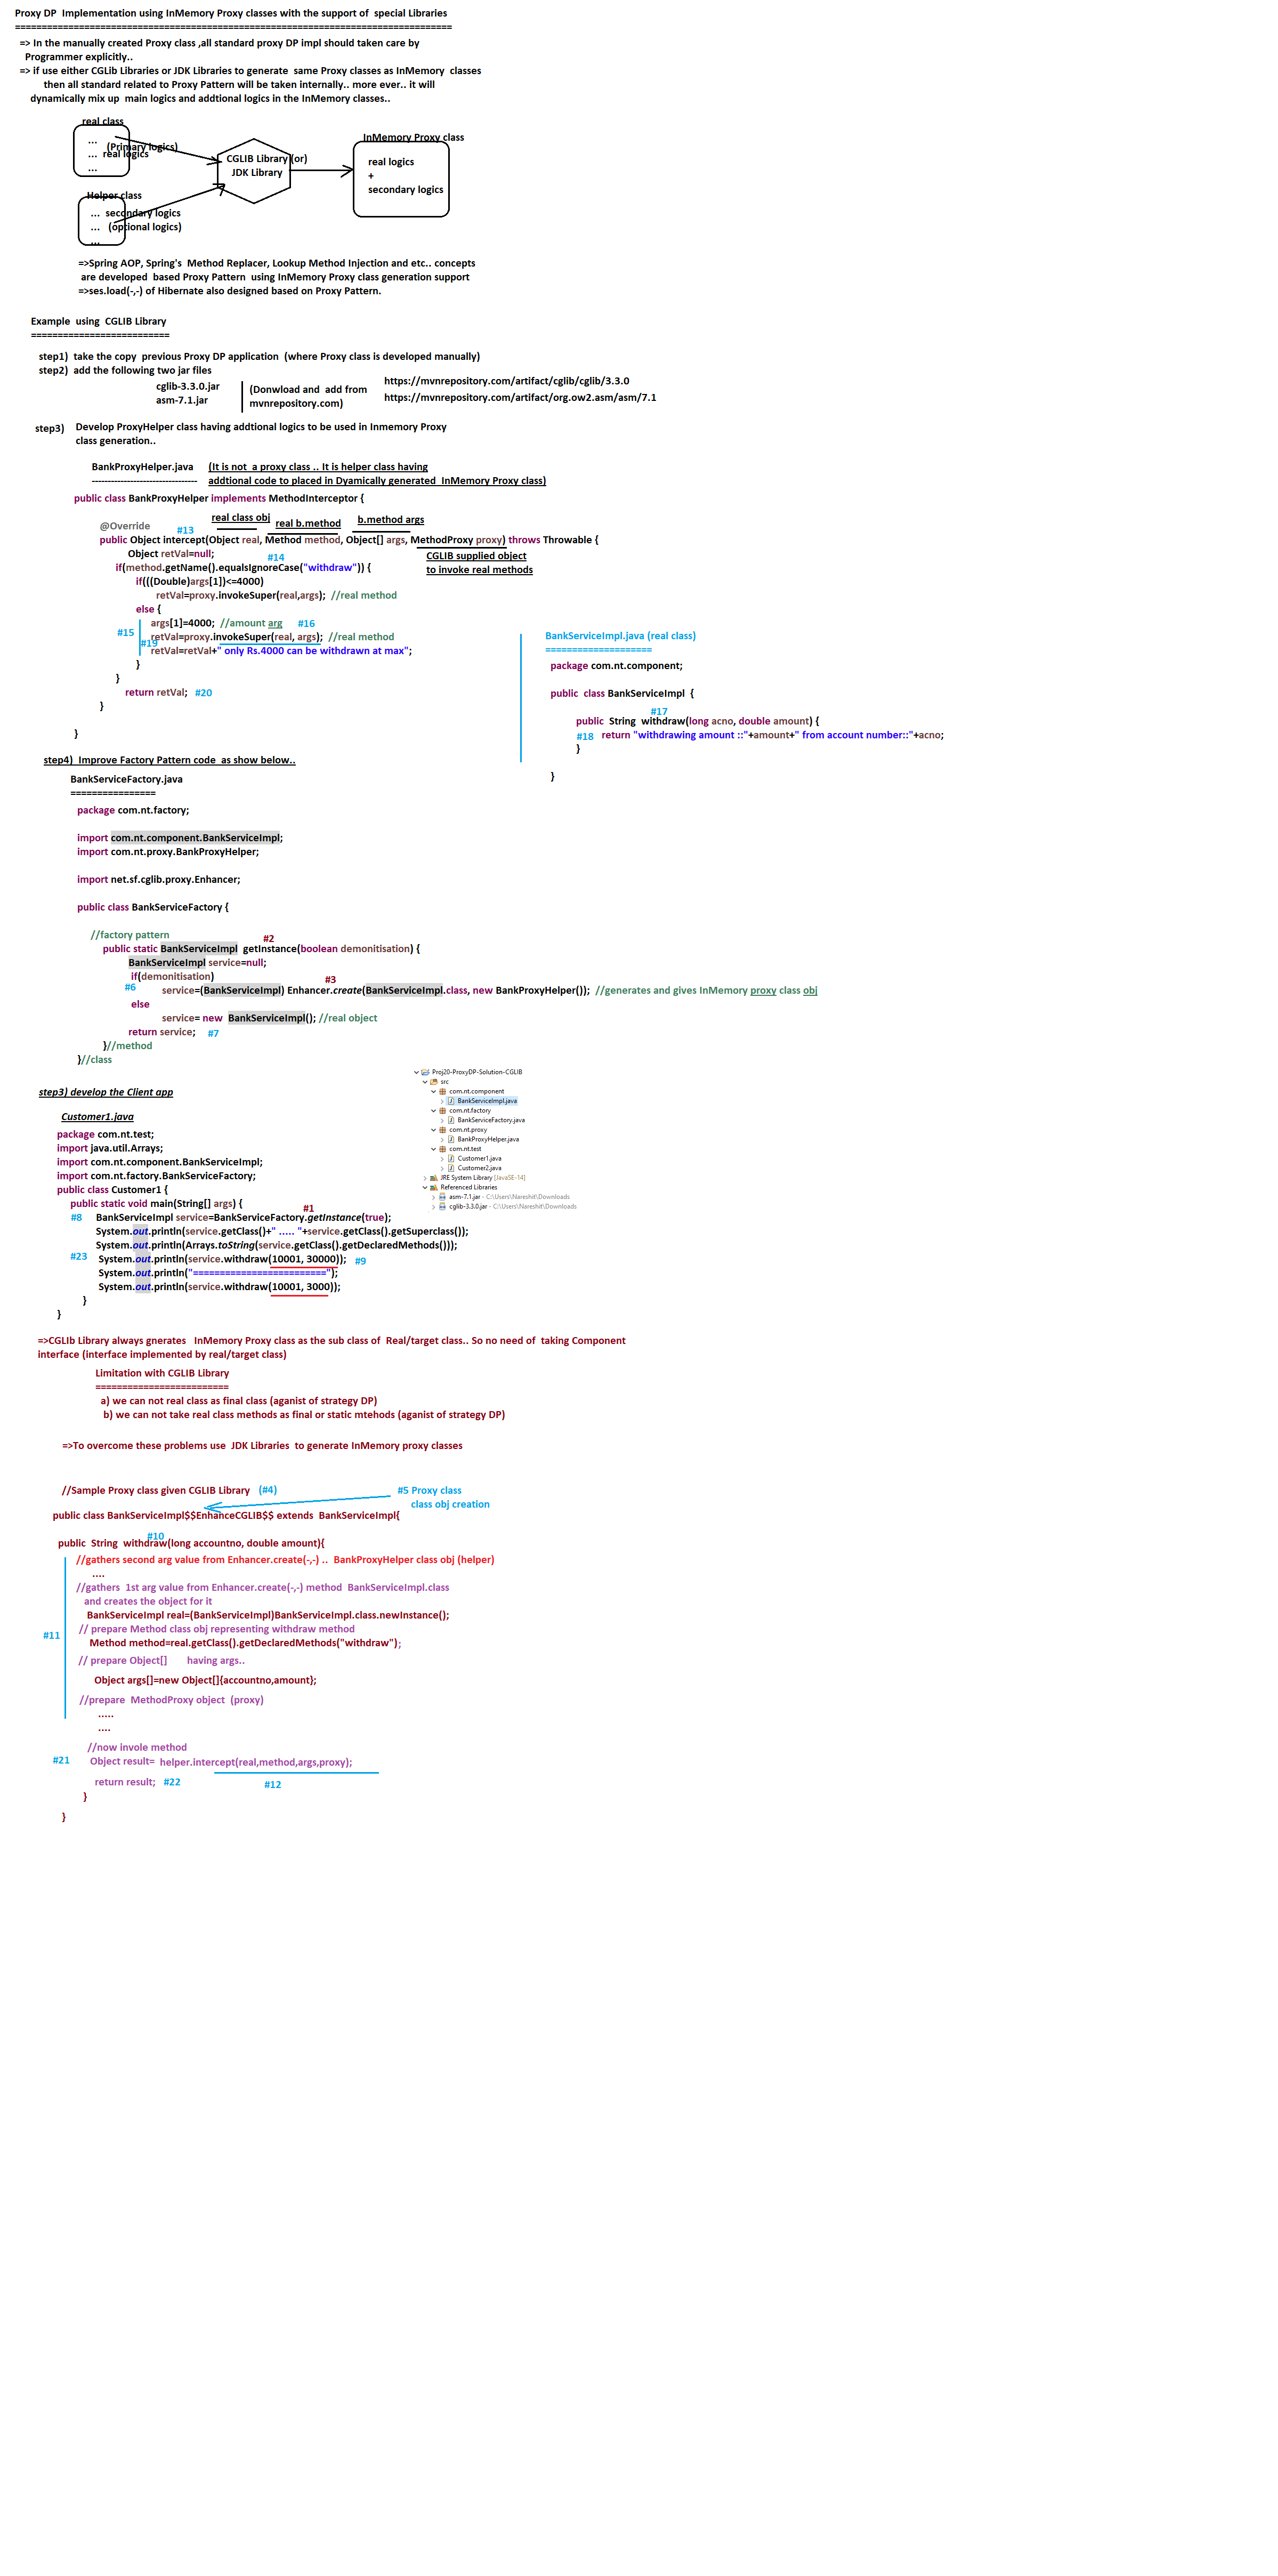 Proxy DP  Implementation using InMemory Proxy classes with the support of  special Libraries
==================================================================================
=> In the manually created Proxy class ,all standard proxy DP impl should taken care by
Programmer explicitly..
=> if use either CGLib Libraries or JDK Libraries to generate  same Proxy classes as InMemory  classes
then all standard related to Proxy Pattern will be taken internally.. more ever.. it will
dynamically mix up  main logics and addtional logics in the InMemory classes..
real class
...
(Primary logics)
...  real logics
...
CGLIB Library (or)
JDK Library
InMemory Proxy class
real logics
+
secondary logics
Helper class
...  secondary logics
...   (optional logics)
...
=>Spring AOP, Spring's  Method Replacer, Lookup Method Injection and etc.. concepts
are developed  based Proxy Pattern  using InMemory Proxy class generation support
=>ses.load(-,-) of Hibernate also designed based on Proxy Pattern.
Example  using  CGLIB Library
==========================
step1)  take the copy  previous Proxy DP application  (where Proxy class is developed manually)
step2)  add the following two jar files
cglib-3.3.0.jar
asm-7.1.jar
(Donwload and  add from
mvnrepository.com)
https://mvnrepository.com/artifact/cglib/cglib/3.3.0
https://mvnrepository.com/artifact/org.ow2.asm/asm/7.1
step3)
Develop ProxyHelper class having addtional logics to be used in Inmemory Proxy
class generation..
BankProxyHelper.java
(It is not  a proxy class .. It is helper class having
---------------------------------
addtional code to placed in Dyamically generated  InMemory Proxy class)
public class BankProxyHelper implements MethodInterceptor {
real class obj
real b.method
b.method args
@Override
#13
public Object intercept(Object real, Method method, Object[] args, MethodProxy proxy) throws Throwable {
Object retVal=null;
#14
CGLIB supplied object
to invoke real methods
if(method.getName().equalsIgnoreCase("withdraw")) {
if(((Double)args[1])<=4000)
retVal=proxy.invokeSuper(real,args);  //real method
else {
args[1]=4000;  //amount arg
#16
#15
retVal=proxy.invokeSuper(real, args);  //real method
#19
retVal=retVal+" only Rs.4000 can be withdrawn at max";
}
}
return retVal;
#20
}
}
BankServiceImpl.java (real class)
====================
package com.nt.component;
public  class BankServiceImpl  {
#17
public  String  withdraw(long acno, double amount) {
#18
return "withdrawing amount ::"+amount+" from account number::"+acno;
}
}
step4)  Improve Factory Pattern code  as show below..
BankServiceFactory.java
================
package com.nt.factory;
import com.nt.component.BankServiceImpl;
import com.nt.proxy.BankProxyHelper;
import net.sf.cglib.proxy.Enhancer;
public class BankServiceFactory {
//factory pattern
#2
public static BankServiceImpl  getInstance(boolean demonitisation) {
BankServiceImpl service=null;
if(demonitisation)
#3
#6
service=(BankServiceImpl) Enhancer.create(BankServiceImpl.class, new BankProxyHelper());  //generates and gives InMemory proxy class obj
else
service= new  BankServiceImpl(); //real object
return service;
#7
}//method
}//class
step3) develop the Client app
Customer1.java
package com.nt.test;
import java.util.Arrays;
import com.nt.component.BankServiceImpl;
import com.nt.factory.BankServiceFactory;
public class Customer1 {
public static void main(String[] args) {
#1
#8
BankServiceImpl service=BankServiceFactory.getInstance(true);
System.out.println(service.getClass()+" ..... "+service.getClass().getSuperclass());
System.out.println(Arrays.toString(service.getClass().getDeclaredMethods()));
#23
System.out.println(service.withdraw(10001, 30000));
#9
System.out.println("=========================");
System.out.println(service.withdraw(10001, 3000));
}
}
Proj20-ProxyDP-Solution-CGLIB
src
com.nt.component
BankServiceImpl.java
com.nt.factory
BankServiceFactory.java
com.nt.proxy
BankProxyHelper.java
com.nt.test
Customer1.java
Customer2.java
JRE System Library [JavaSE-14]
Referenced Libraries
asm-7.1.jar - C:\Users\Nareshit\Downloads
cglib-3.3.0.jar - C:\Users\Nareshit\Downloads
=>CGLIb Library always gnerates   InMemory Proxy class as the sub class of  Real/target class.. So no need of  taking Component
interface (interface implemented by real/target class)
Limitation with CGLIB Library
=========================
a) we can not real class as final class (aganist of strategy DP)
b) we can not take real class methods as final or static mtehods (aganist of strategy DP)
=>To overcome these problems use  JDK Libraries  to generate InMemory proxy classes
//Sample Proxy class given CGLIB Library
(#4)
#5 Proxy class
class obj creation
public class BankServiceImpl$$EnhanceCGLIB$$ extends  BankServiceImpl{
#10
public  String  withdraw(long accountno, double amount){
//gathers second arg value from Enhancer.create(-,-) ..  BankProxyHelper class obj (helper)
....
//gathers  1st arg value from Enhancer.create(-,-) method  BankServiceImpl.class
and creates the object for it
BankServiceImpl real=(BankServiceImpl)BankServiceImpl.class.newInstance();
// prepare Method class obj representing withdraw method
#11
Method method=real.getClass().getDeclaredMethods("withdraw");
// prepare Object[]      having args..
Object args[]=new Object[]{accountno,amount};
//prepare  MethodProxy object  (proxy)
.....
....
//now invole method
#21
Object result=  helper.intercept(real,method,args,proxy);
return result;
#22
#12
}
}